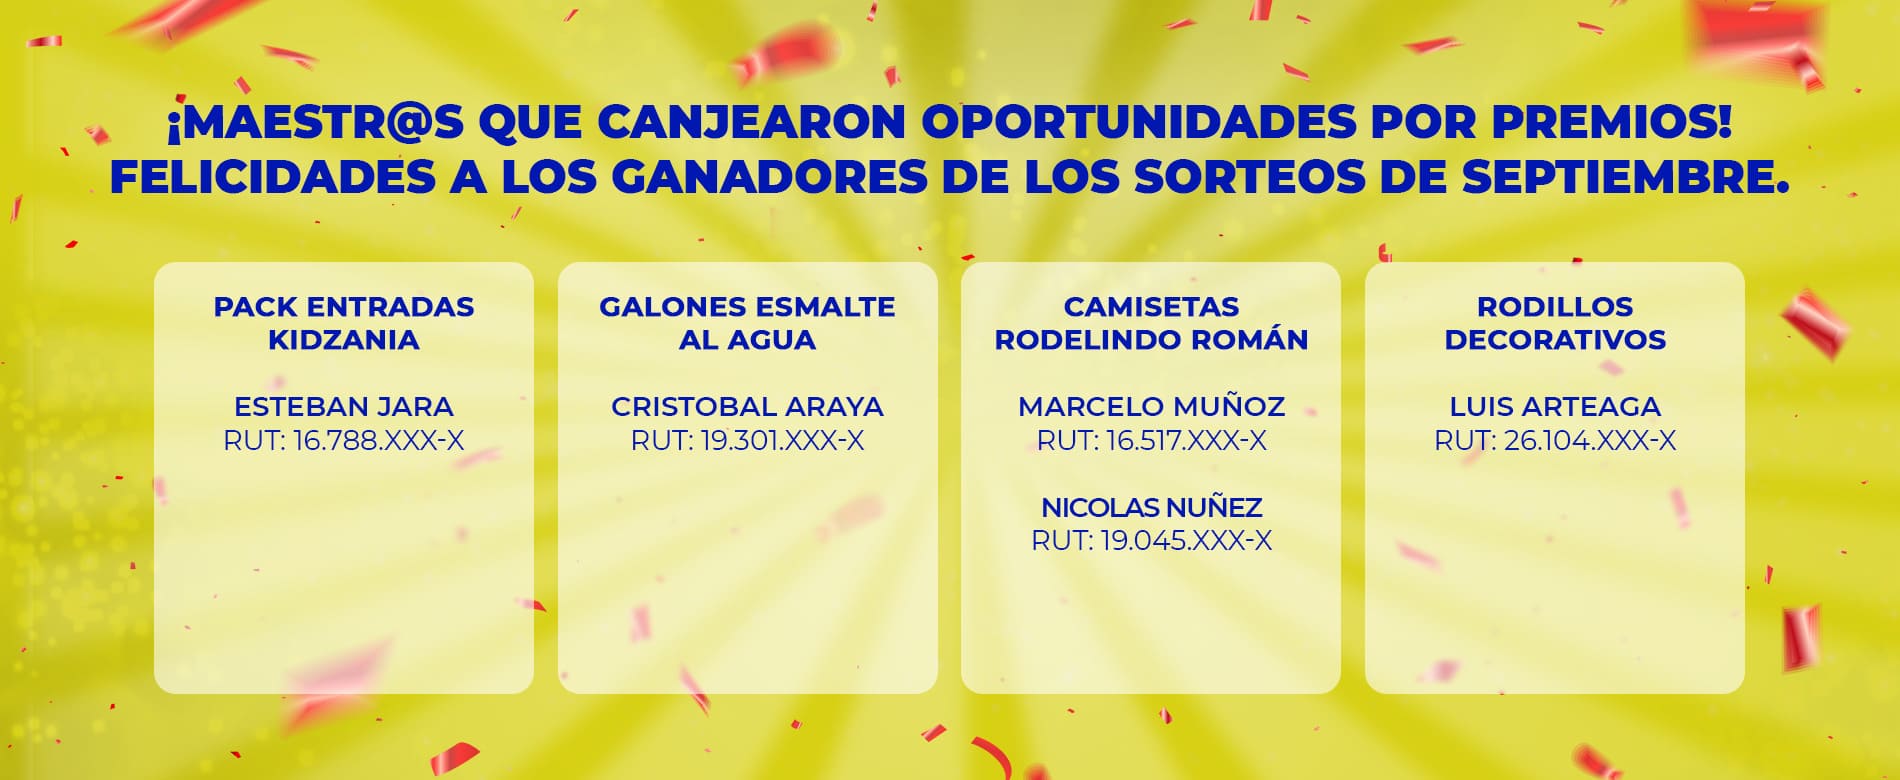 ¡MAESTR@S QUE CANJEARON OPORTUNIDADES POR PREMIOS!
FELICIDADES A LOS GANADORES DE LOS SORTEOS DE SEPTIEMBRE.
PACK ENTRADAS
KIDZANIA
ESTEBAN JARA
RUT: 16.788.XXX-X
GALONES ESMALTE
AL AGUA
CRISTOBAL ARAYA
RUT: 19.301.XXX-X
CAMISETAS
RODELINDO ROMÁN
MARCELO MUÑOZ
RUT: 16.517.XXX-X
NICOLAS NUÑEZ
RUT: 19.045.XXX-X
RODILLOS
DECORATIVOS
LUIS ARTEAGA
RUT: 26.104.XXX-X